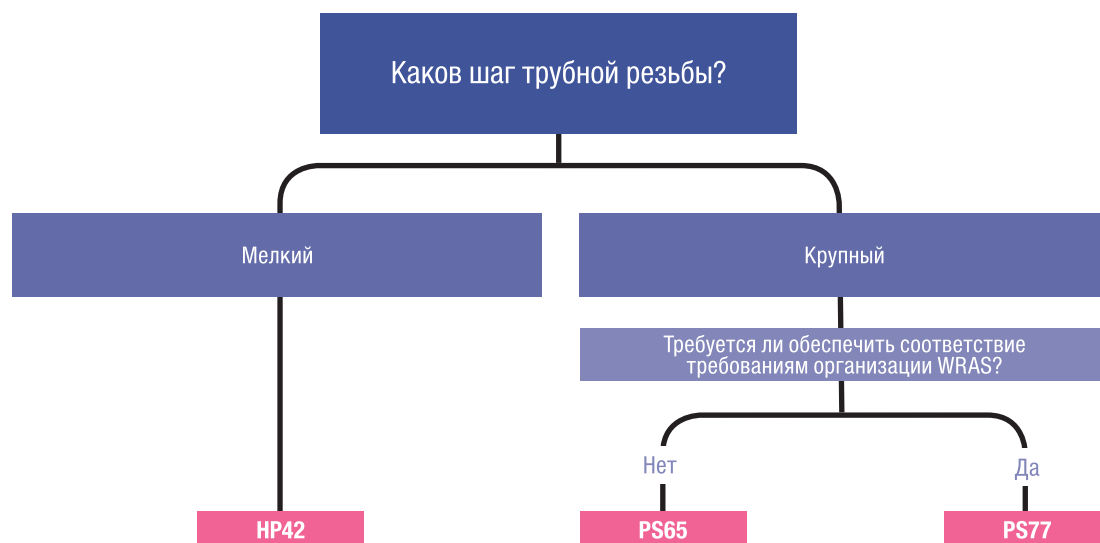 Каков шаг трубной резьбы?
Мелкий
Крупный
Требуется ли обеспечить соответствие
требованиям организации WRAS?
Нет
Да
HP42
PS65
PS77